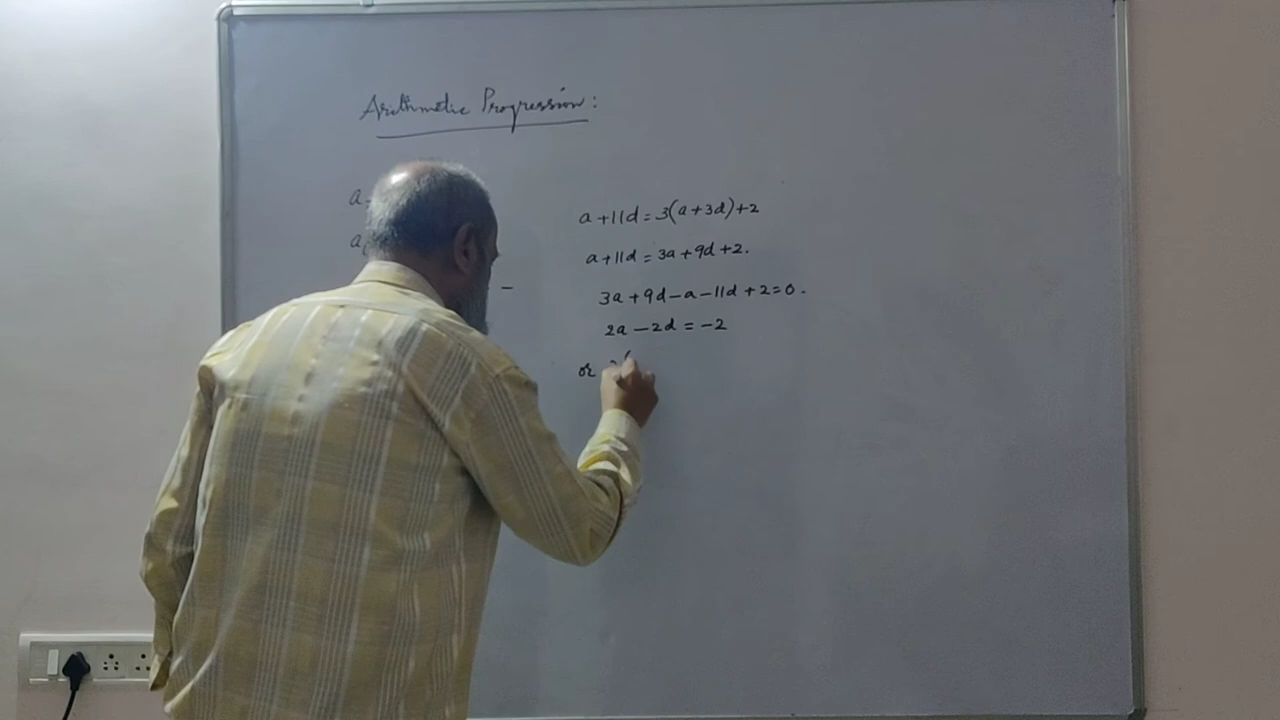 Arithmetic Progression:
a
a
a+11d=3(a+3d)+2
a+11d=3a+9d+2.
3a+9d-a-11d+2=0.
2a-2d=-2
or